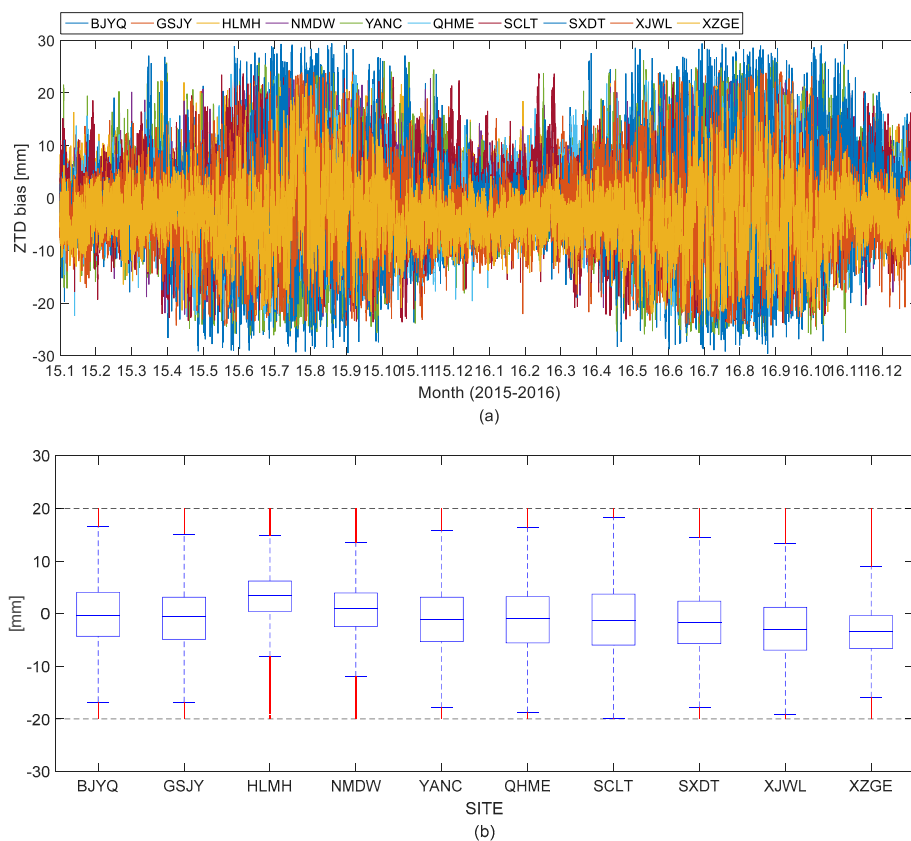 BJYQ GSJY HLMH NMDW YANC QHME SCLT SXDT XJWL XZGE
30
20
10
0
-10
-20
-30
ZTD bias [mm]
15.1 15.2 15.3 15.4 15.5 15.6 15.7 15.8 15.9 15.10 15.11 15.12 16.1 16.2 16.3 16.4 16.5 16.6 16.7 16.8 16.9 16.10 16.11 16.12
Month (2015-2016)
(a)
30
20
10
0
-10
-20
-30
[mm]
BJYQ GSJY HLMH NMDW YANC QHME SCLT SXDT XJWL XZGE
SITE
(b)